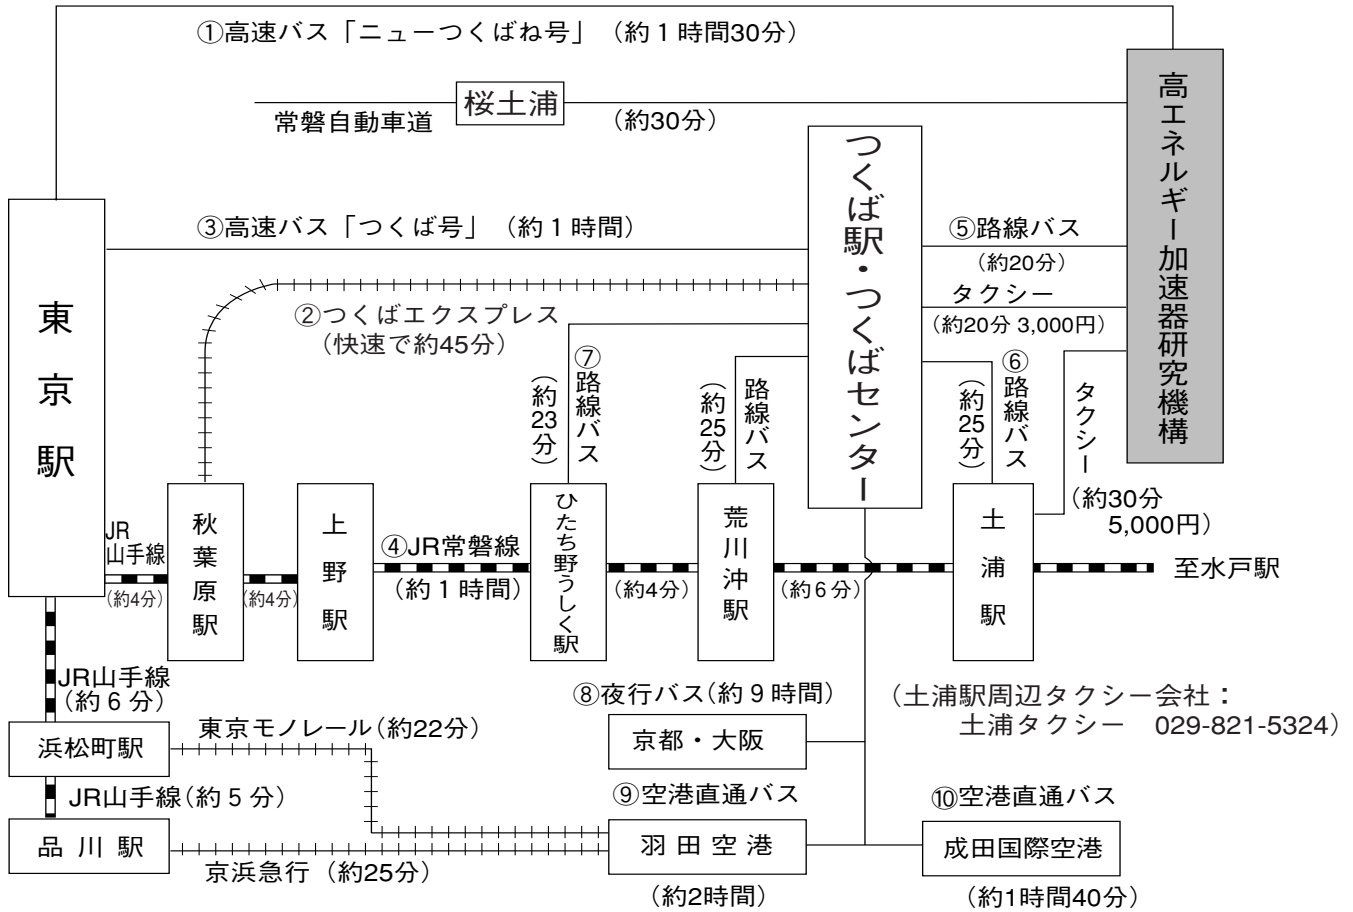 ①高速バス「ニューつくばね号」（約１時間30分）
常磐自動車道
桜土浦
（約30分）
高エネルギー加速器研究機構
つくば駅・つくばセンター
東京駅
③高速バス「つくば号」（約１時間）
⑤路線バス
（約20分）
タクシー
（約20分 3,000円）
②つくばエクスプレス
（快速で約45分）
⑦路線バス
（約23分）
路線バス
（約25分）
⑥路線バス
（約25分）
タクシー
（約30分
5,000円）
JR
山手線
（約4分）
秋葉原駅
（約4分）
上野駅
④JR常磐線
（約１時間）
ひたち野うしく駅
（約4分）
荒川沖駅
（約６分）
土浦駅
至水戸駅
JR山手線
（約６分）
浜松町駅
東京モノレール（約22分）
JR山手線（約５分）
品川駅
京浜急行（約25分）
⑧夜行バス（約９時間）
京都・大阪
（土浦駅周辺タクシー会社：
土浦タクシー　029-821-5324）
⑨空港直通バス
羽田空港
（約2時間）
⑩空港直通バス
成田国際空港
（約1時間40分）